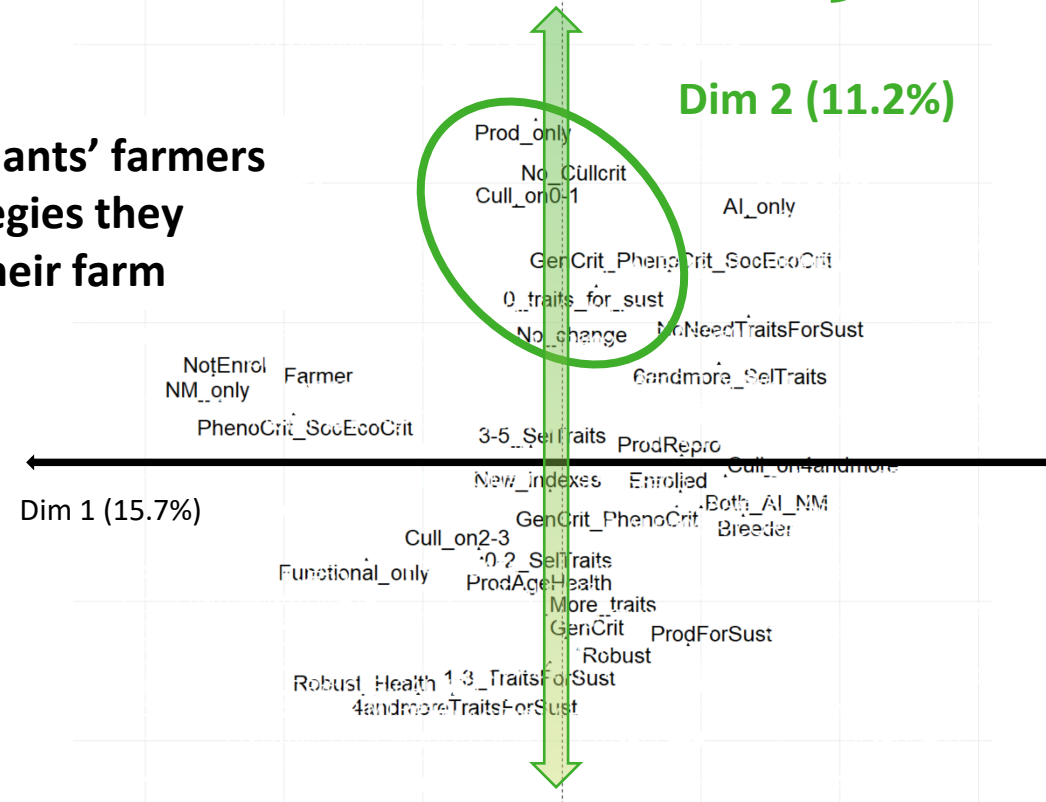 Dim 2 (11.2%)
Prod_only
ants’ farmers
No_Cullcrit
egies they
Cull_on0-1
AI_only
heir farm
GenCrit_PhenoCrit_SocEcoCrit
0_traits_for_sust
No_change
NoNeedTraitsForSust
NotEnrol
Farmer
6andmore_SelTraits
NM_only
PhenoCrit_SocEcoCrit
3-5_SelTraits
ProdRepro
Cull_on4andmore
New_indexes
Enrolled
Dim 1 (15.7%)
Both_AI_NM
GenCrit_PhenoCrit
Breeder
Cull_on2-3
0-2_SelTraits
Functional_only
ProdAgeHealth
More_traits
GenCrit
ProdForSust
Robust
Robust_Health
1-3_TraitsForSust
4andmoreTraitsForSust